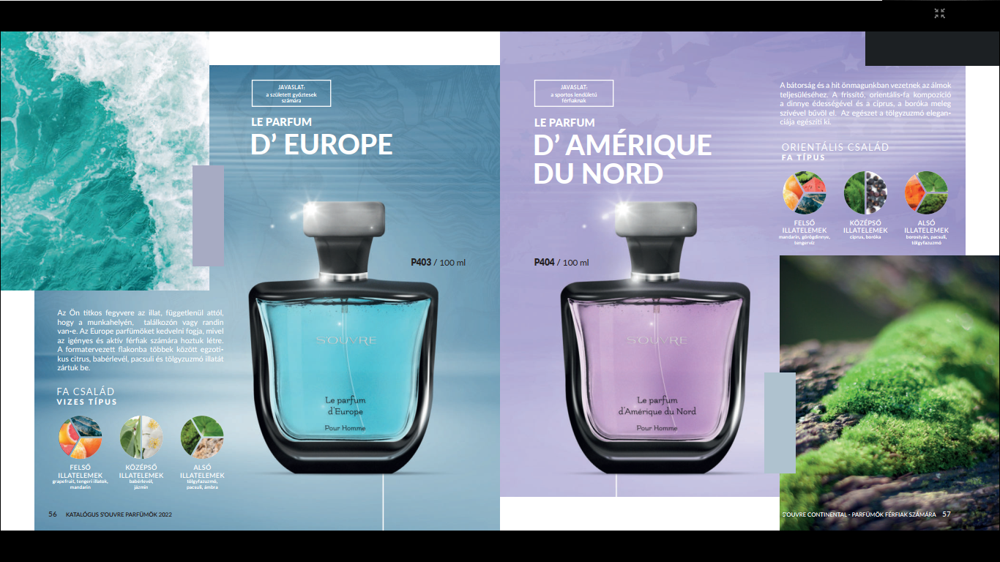 JAVASLAT:
a született győztesek
számára
LE PARFUM
D' EUROPE
P403 / 100 ml
S'OUVRE
Le parfum
d'Europe
Pour Homme
Az Ön titkos fegyvere az illat, függetlenül attól,
hogy a munkahelyén, találkozón vagy randin
van-e. Az Europe parfümöket kedvelni fogja, mivel
az igényes és aktív férfiak számára hoztuk létre.
A formatervezett flakonba többek között egzoti-
kus citrus, babérlevél, pacsuli és tölgyzuzmó illatát
zártuk be.
FA CSALÁD
VIZES TÍPUS
FELSŐ
ILLATELEMEK
grapefruit, tengeri illatok,
mandarin
KÖZÉPSŐ
ILLATELEMEK
babérlevél,
jázmin
ALSÓ
ILLATELEMEK
tölgyfazuzmó,
pacsuli, ámbra
56 KATALÓGUS S'OUVRE PARFÜMÖK 2022
JAVASLAT:
a sportos lendületű
férfiaknak
LE PARFUM
D' AMÉRIQUE
DU NORD
P404 / 100 ml
S'OUVRE
Le parfum
d'Amérique du Nord
Pour Homme
A bátorság és a hit önmagunkban vezetnek az álmok
teljesüléséhez. A frissítő, orientális-fa kompozíció
a dinnye édességével és a ciprus, a boróka meleg
szívével bűvöl el. Az egészet a tölgyzuzmó elegan-
ciája egészíti ki.
ORIENTÁLIS CSALÁD
FA TÍPUS
FELSŐ
ILLATELEMEK
mandarin, görögdinnye,
tengervíz
KÖZÉPSŐ
ILLATELEMEK
ciprus, boróka
ALSÓ
ILLATELEMEK
borostyán, pacsuli,
tölgyfazuzmó
S'OUVRE CONTINENTAL - PARFÜMÖK FÉRFIAK SZÁMÁRA 57